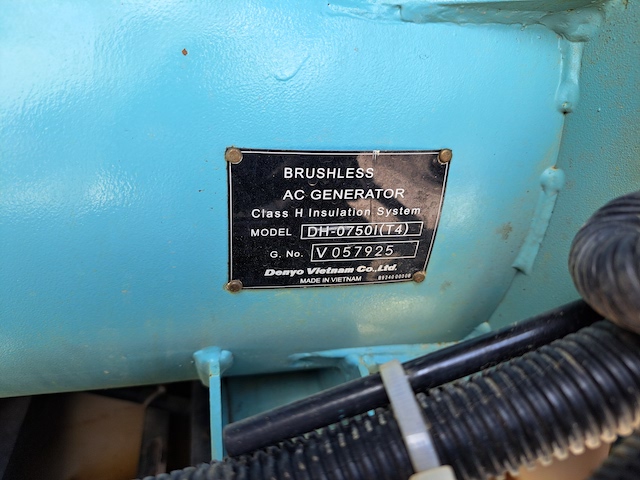 BRUSHLESS
AC GENERATOR
Class H Insulation System
MODEL DH-0750I(T4)
G. No. V057925
Denyo Vietnam Co.,Ltd.
MADE IN VIETNAM